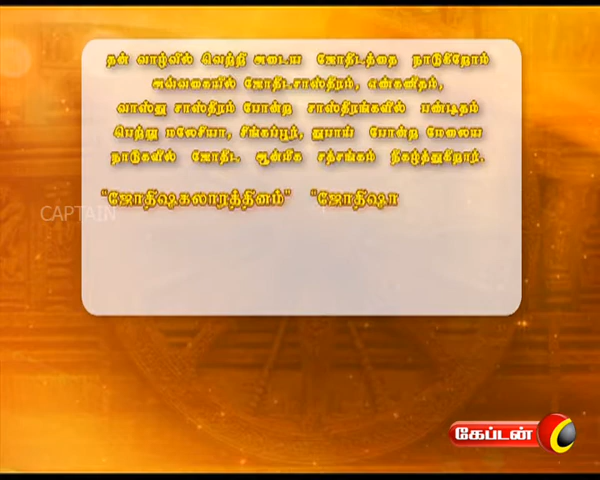 தன் வாழ்வில் வெற்றி அடைய ஜோதிடத்தை நாடுகிறோம்
அவ்வகையில் ஜோதிடசாஸ்திரம், எண்கணிதம்,
வாஸ்து சாஸ்திரம் போன்ற சாஸ்திரங்களில் பண்டிதம்
பெற்று மலேசியா, சிங்கப்பூர், துபாய் போன்ற மேலைய
நாடுகளில் ஜோதிட ஆன்மிக சத்சங்கம் நிகழ்த்துகிறார்.
"ஜோதிஷகலாரத்தினம்" "ஜோதிஷா
CAPTAIN
கேப்டன்